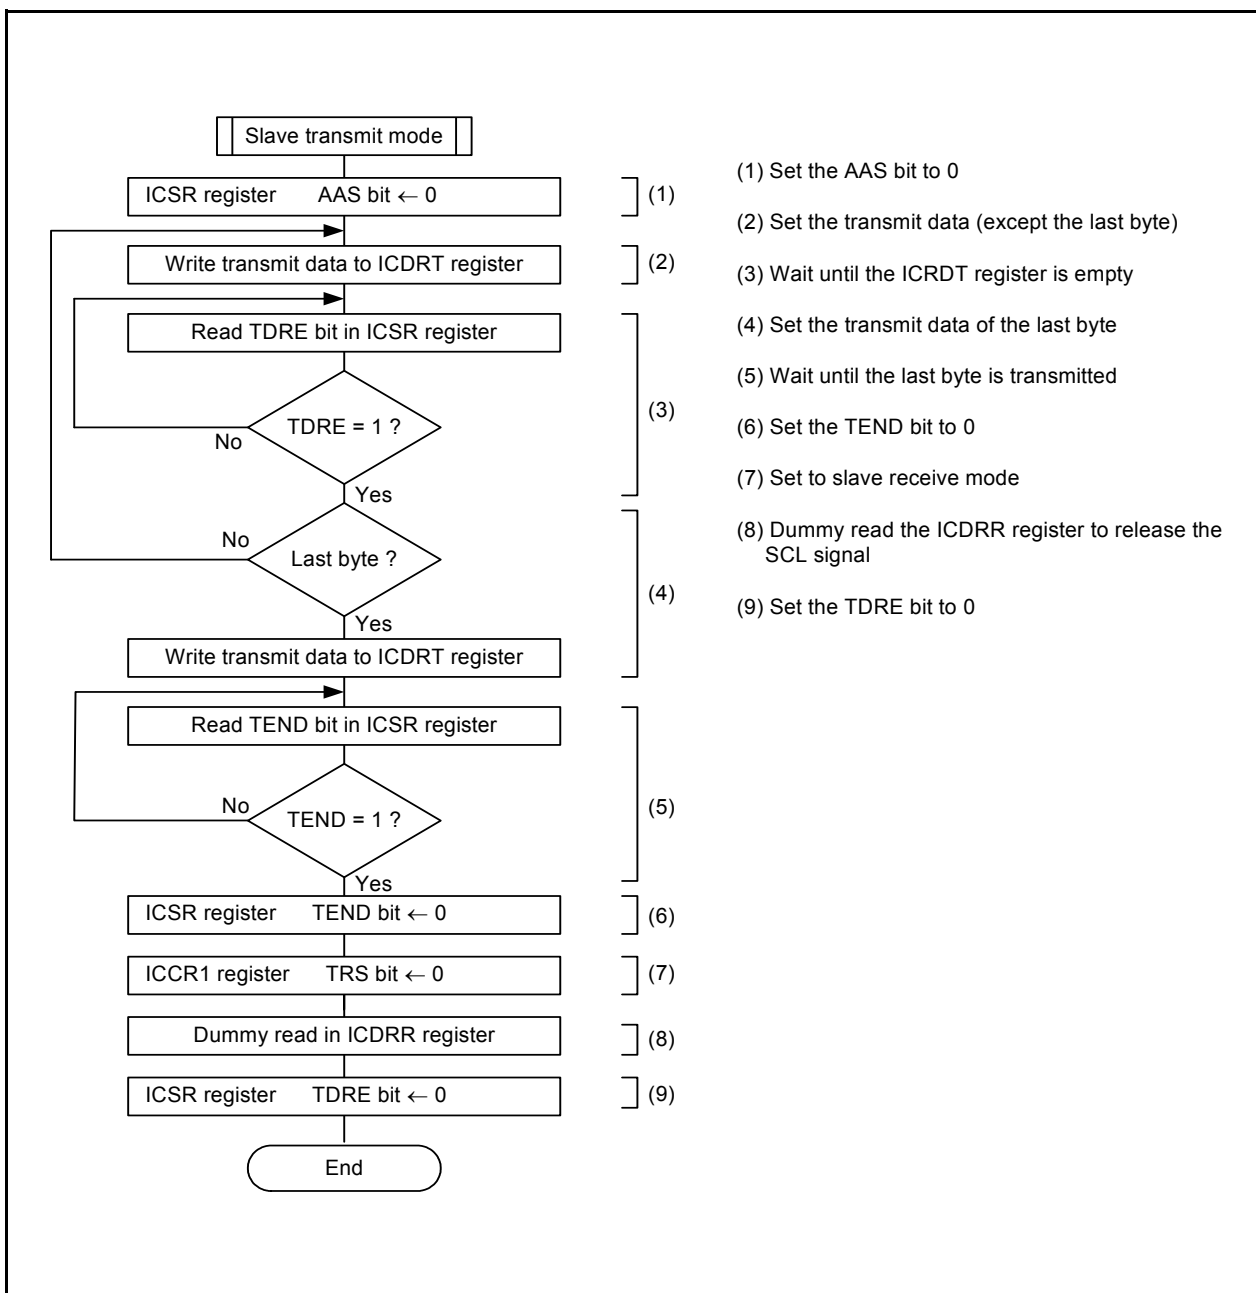 Slave transmit mode
ICSR register AAS bit ← 0
(1)
Write transmit data to ICDRT register
(2)
Read TDRE bit in ICSR register
TDRE = 1 ?
No
(3)
Yes
No
Last byte ?
(4)
Yes
Write transmit data to ICDRT register
Read TEND bit in ICSR register
No
TEND = 1 ?
(5)
Yes
ICSR register TEND bit ← 0
(6)
ICCR1 register TRS bit ← 0
(7)
Dummy read in ICDRR register
(8)
ICSR register TDRE bit ← 0
(9)
End
(1) Set the AAS bit to 0
(2) Set the transmit data (except the last byte)
(3) Wait until the ICRDT register is empty
(4) Set the transmit data of the last byte
(5) Wait until the last byte is transmitted
(6) Set the TEND bit to 0
(7) Set to slave receive mode
(8) Dummy read the ICDRR register to release the
SCL signal
(9) Set the TDRE bit to 0